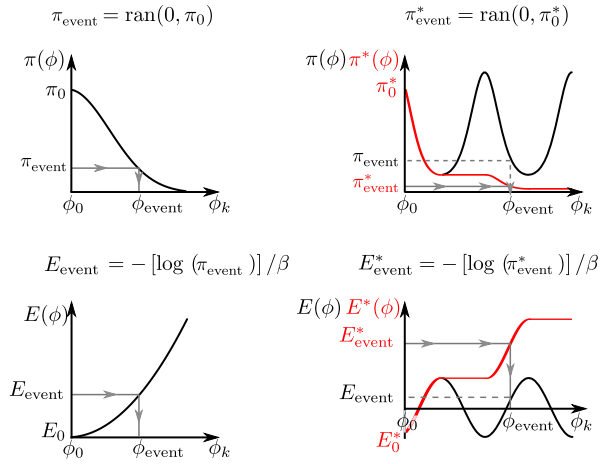 π_event = ran(0, π_0)
π*_event = ran(0, π*_0)
π(ϕ)
π_0
π_event
ϕ_0
ϕ_event
ϕ_k
π(ϕ) π*(ϕ)
π*_0
π_event
π*_event
ϕ_0
ϕ_event
ϕ_k
E_event = −[log (π_event)]/β
E*_event = −[log (π*_event)]/β
E(ϕ)
E_event
E_0
ϕ_0
ϕ_event
ϕ_k
E(ϕ) E*(ϕ)
E*_event
E_event
ϕ_0
ϕ_event
ϕ_k
E*_0